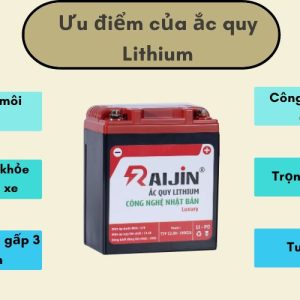 Ưu điểm của ắc quy
Lithium
môi
khỏe
xe
gấp 3
Công
Trọn
Tu
RAIJIN
ẮC QUY LITHIUM
CÔNG NGHỆ NHẬT BẢN
Luxury